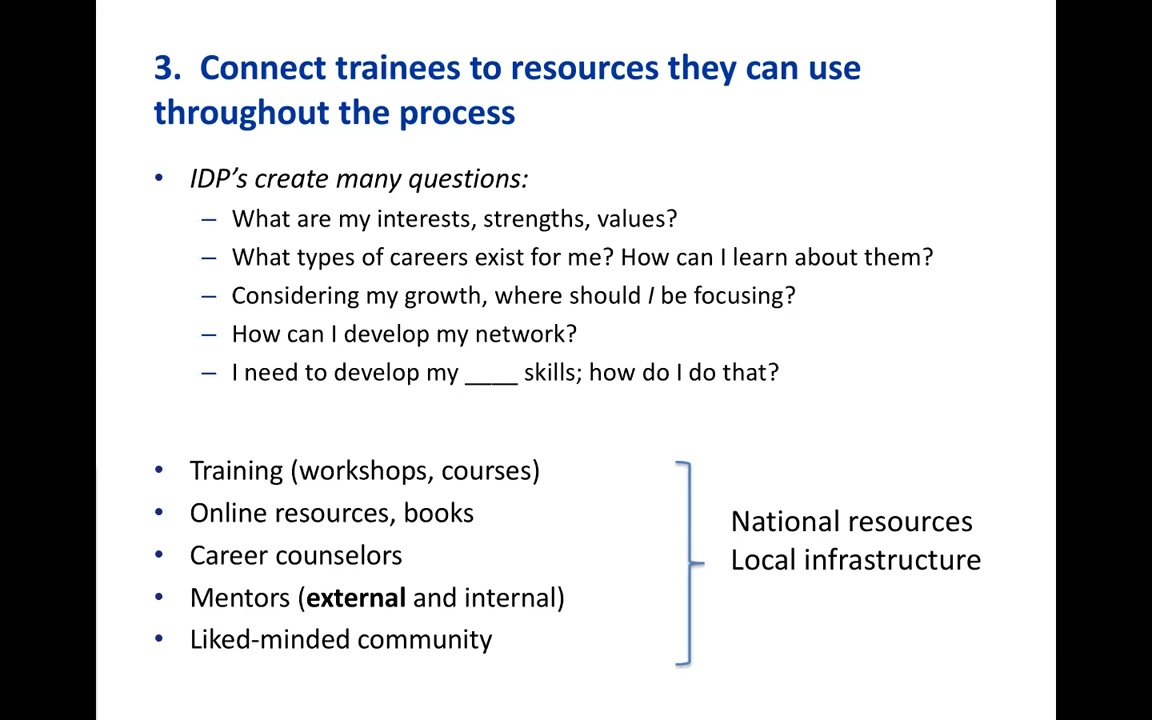 3. Connect trainees to resources they can use
throughout the process
• IDP’s create many questions:
– What are my interests, strengths, values?
– What types of careers exist for me? How can I learn about them?
– Considering my growth, where should I be focusing?
– How can I develop my network?
– I need to develop my ____ skills; how do I do that?
• Training (workshops, courses)
• Online resources, books
• Career counselors
• Mentors (external and internal)
• Liked-minded community
National resources
Local infrastructure